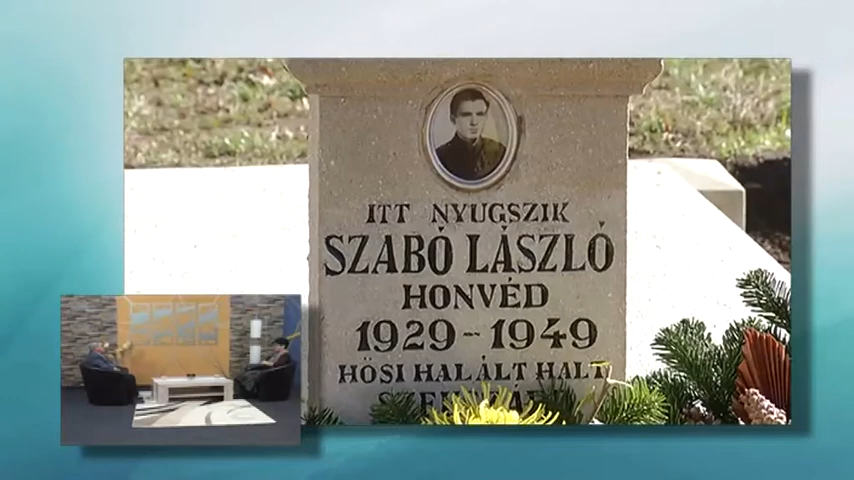 ITT NYUGSZIK
SZABÓ LÁSZLÓ
HONVÉD
1929 - 1949
HŐSI HALÁLT HALT